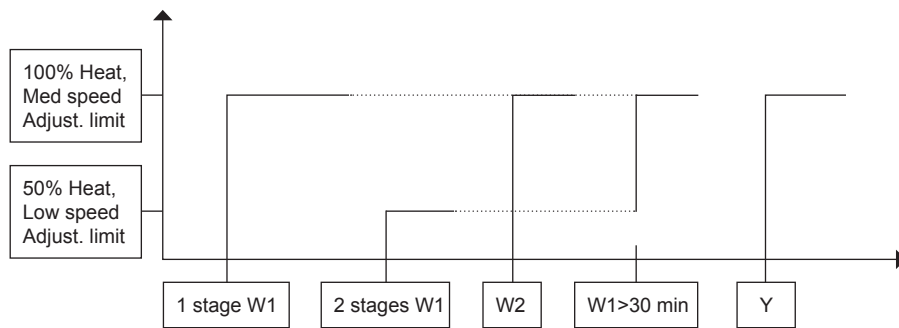 100% Heat,
Med speed
Adjust. limit
50% Heat,
Low speed
Adjust. limit
1 stage W1
2 stages W1
W2
W1>30 min
Y